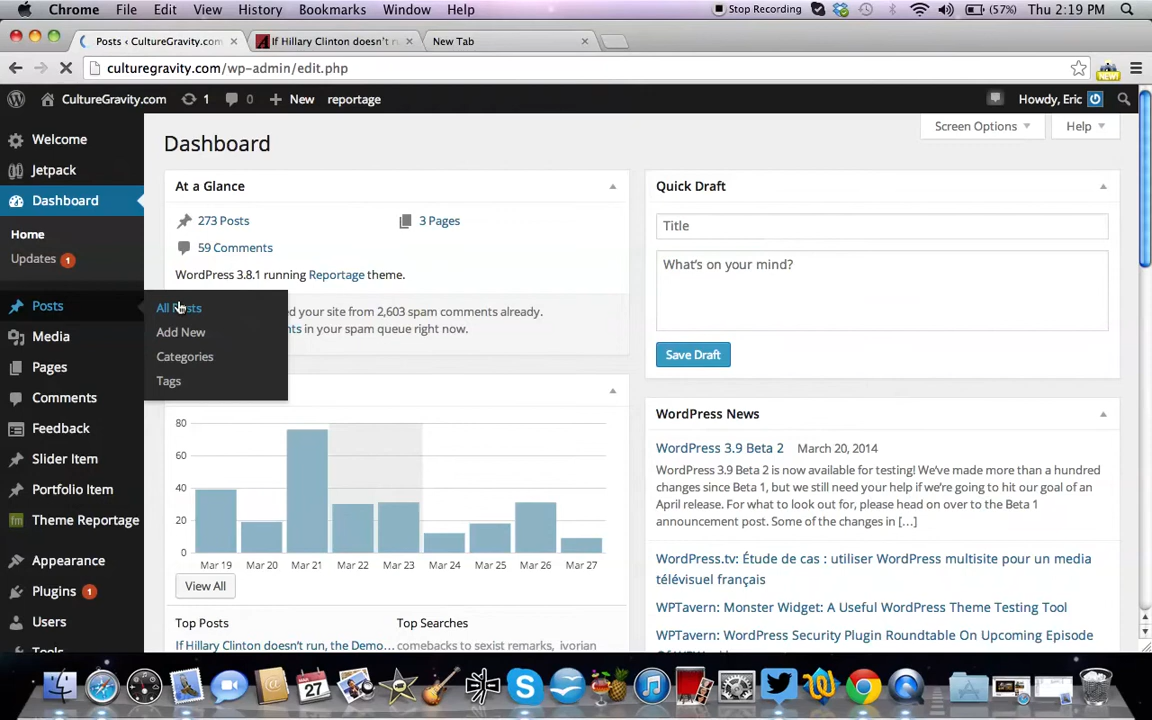 Chrome File Edit View History Bookmarks Window Help Stop Recording (57%) Thu 2:19 PM
Posts ‹ CultureGravity.com If Hillary Clinton doesn't r New Tab
culturegravity.com/wp-admin/edit.php NEW!
CultureGravity.com 1 0 New reportage Howdy, Eric
Screen Options Help
Welcome
Jetpack
Dashboard
Home
Updates 1
Posts
All Posts
Add New
Categories
Tags
Media
Pages
Comments
Feedback
Slider Item
Portfolio Item
Theme Reportage
Appearance
Plugins 1
Users
Tools
Dashboard
At a Glance
273 Posts 3 Pages
59 Comments
WordPress 3.8.1 running Reportage theme.
your site from 2,603 spam comments already.
in your spam queue right now.
80
60
40
20
0
Mar 19 Mar 20 Mar 21 Mar 22 Mar 23 Mar 24 Mar 25 Mar 26 Mar 27
View All
Top Posts Top Searches
If Hillary Clinton doesn't run, the Demo… comebacks to sexist remarks, ivorian
Quick Draft
Title
What's on your mind?
Save Draft
WordPress News
WordPress 3.9 Beta 2 March 20, 2014
WordPress 3.9 Beta 2 is now available for testing! We've made more than a hundred
changes since Beta 1, but we still need your help if we're going to hit our goal of an
April release. For what to look out for, please head on over to the Beta 1
announcement post. Some of the changes in […]
WordPress.tv: Étude de cas : utiliser WordPress multisite pour un media
télévisuel français
WPTavern: Monster Widget: A Useful WordPress Theme Testing Tool
WPTavern: WordPress Security Plugin Roundtable On Upcoming Episode
27